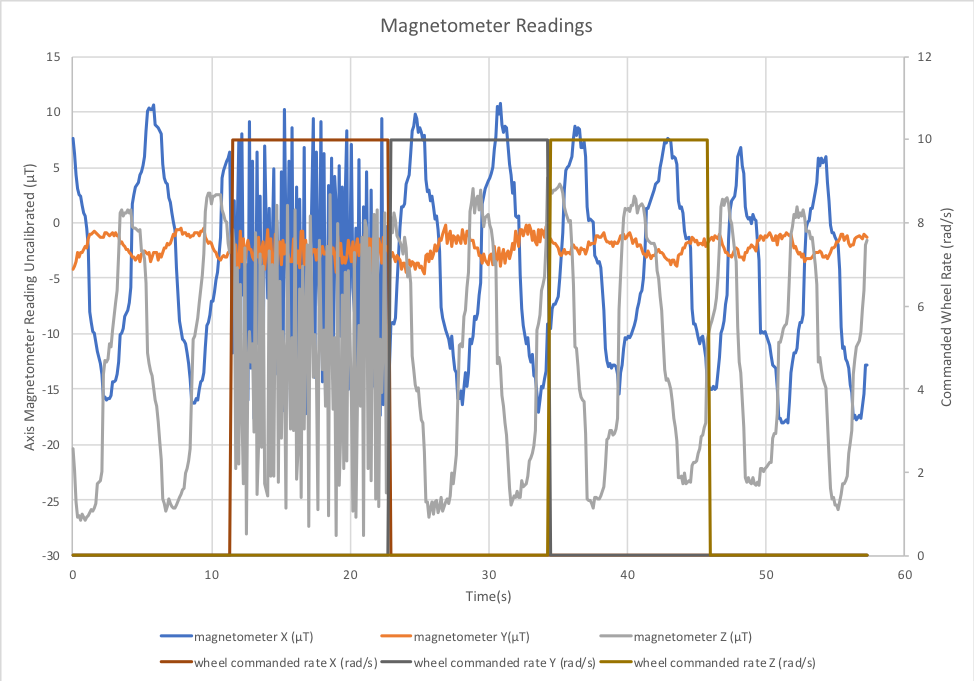 Magnetometer Readings
15
10
5
0
-5
-10
-15
-20
-25
-30
Axis Magnetometer Reading Uncalibrated (µT)
12
10
8
6
4
2
0
Commanded Wheel Rate (rad/s)
0 10 20 30 40 50 60
Time(s)
magnetometer X (µT) magnetometer Y(µT) magnetometer Z (µT)
wheel commanded rate X (rad/s) wheel commanded rate Y (rad/s) wheel commanded rate Z (rad/s)